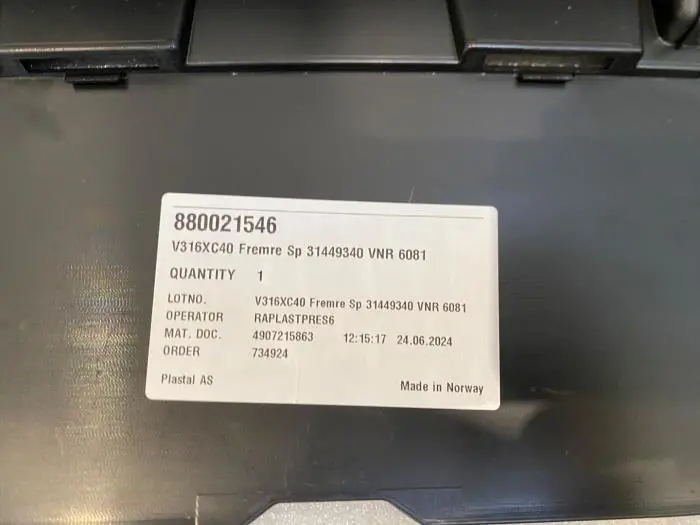 880021546
V316XC40 Fremre Sp 31449340 VNR 6081
QUANTITY 1
LOTNO. V316XC40 Fremre Sp 31449340 VNR 6081
OPERATOR RAPLASTPRES6
MAT. DOC. 4907215863 12:15:17 24.06.2024
ORDER 734924
Plastal AS Made in Norway